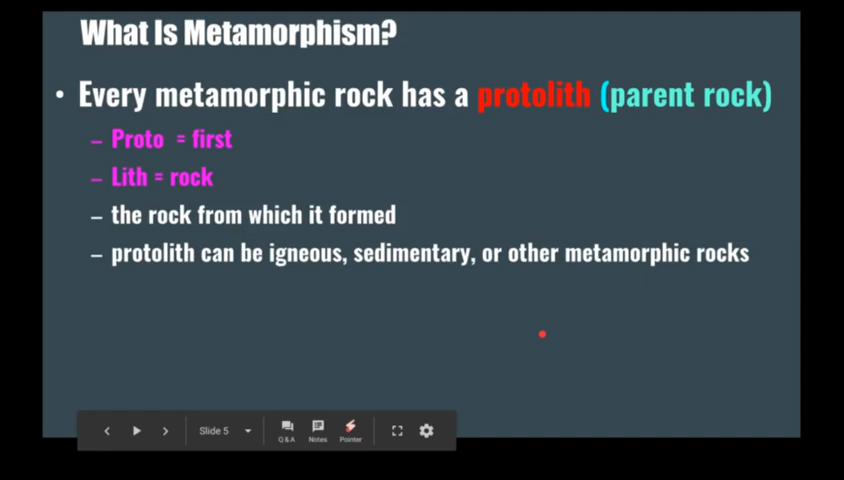 What Is Metamorphism?
• Every metamorphic rock has a protolith (parent rock)
– Proto = first
– Lith = rock
– the rock from which it formed
– protolith can be igneous, sedimentary, or other metamorphic rocks
Slide 5
Q&A
Notes
Pointer